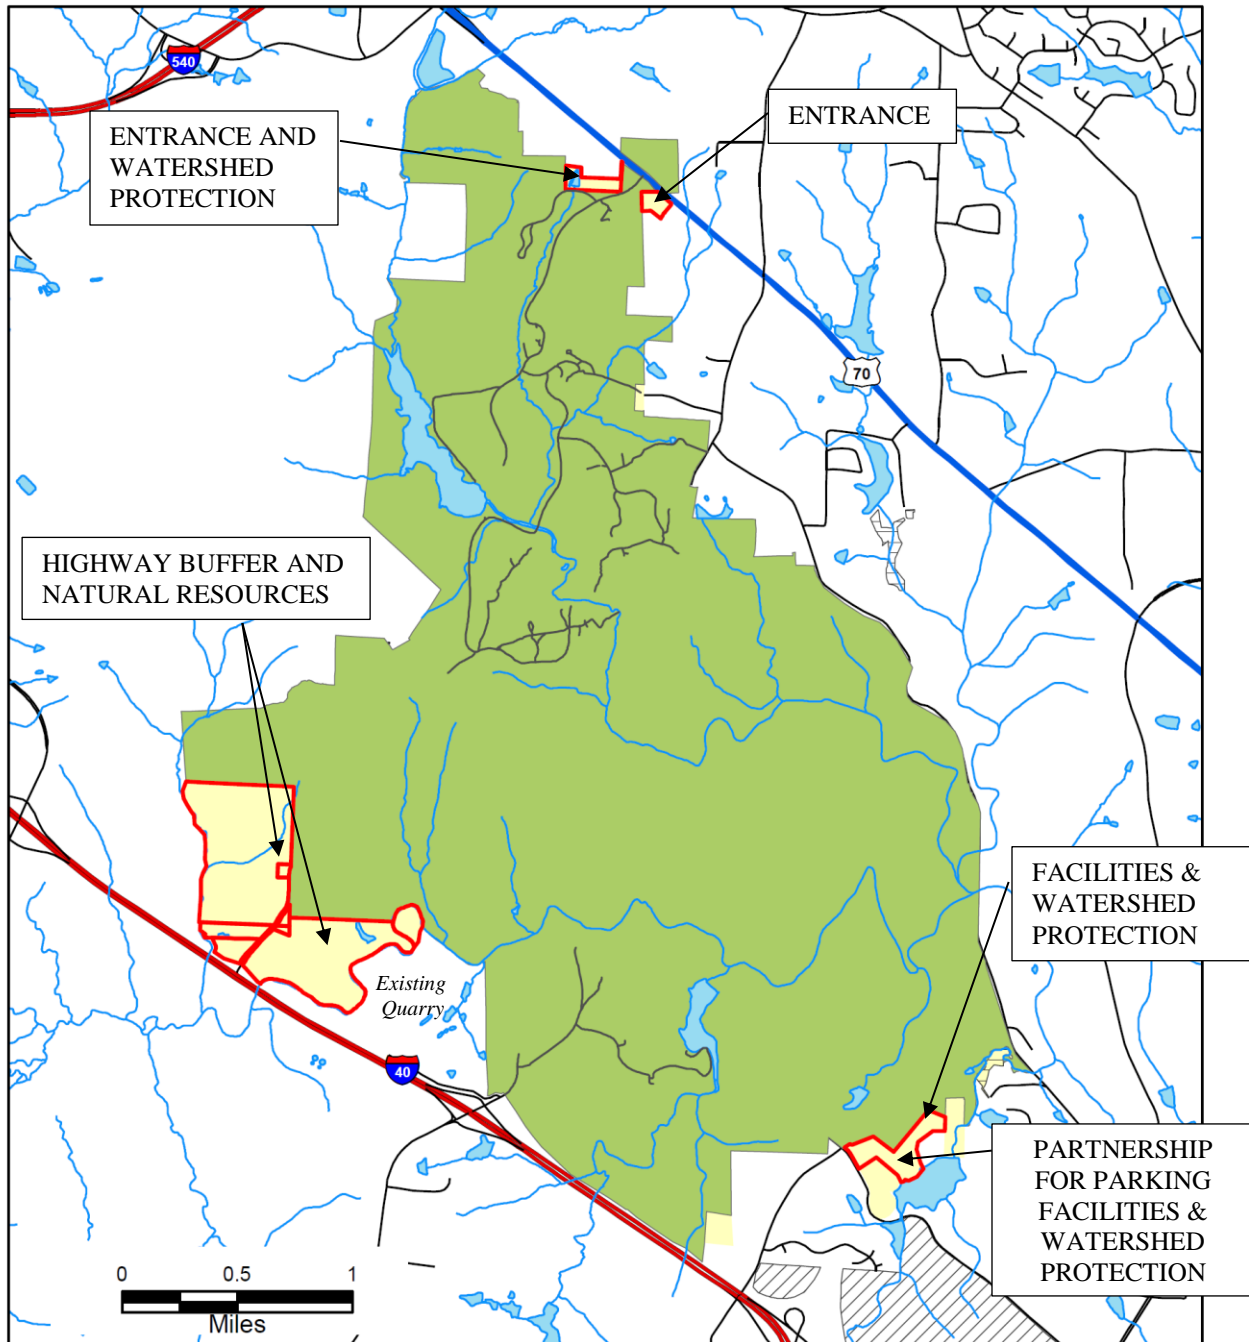 540
ENTRANCE AND
WATERSHED
PROTECTION
ENTRANCE
70
HIGHWAY BUFFER AND
NATURAL RESOURCES
FACILITIES &
WATERSHED
PROTECTION
Existing
Quarry
40
PARTNERSHIP
FOR PARKING
FACILITIES &
WATERSHED
PROTECTION
0 0.5 1
Miles